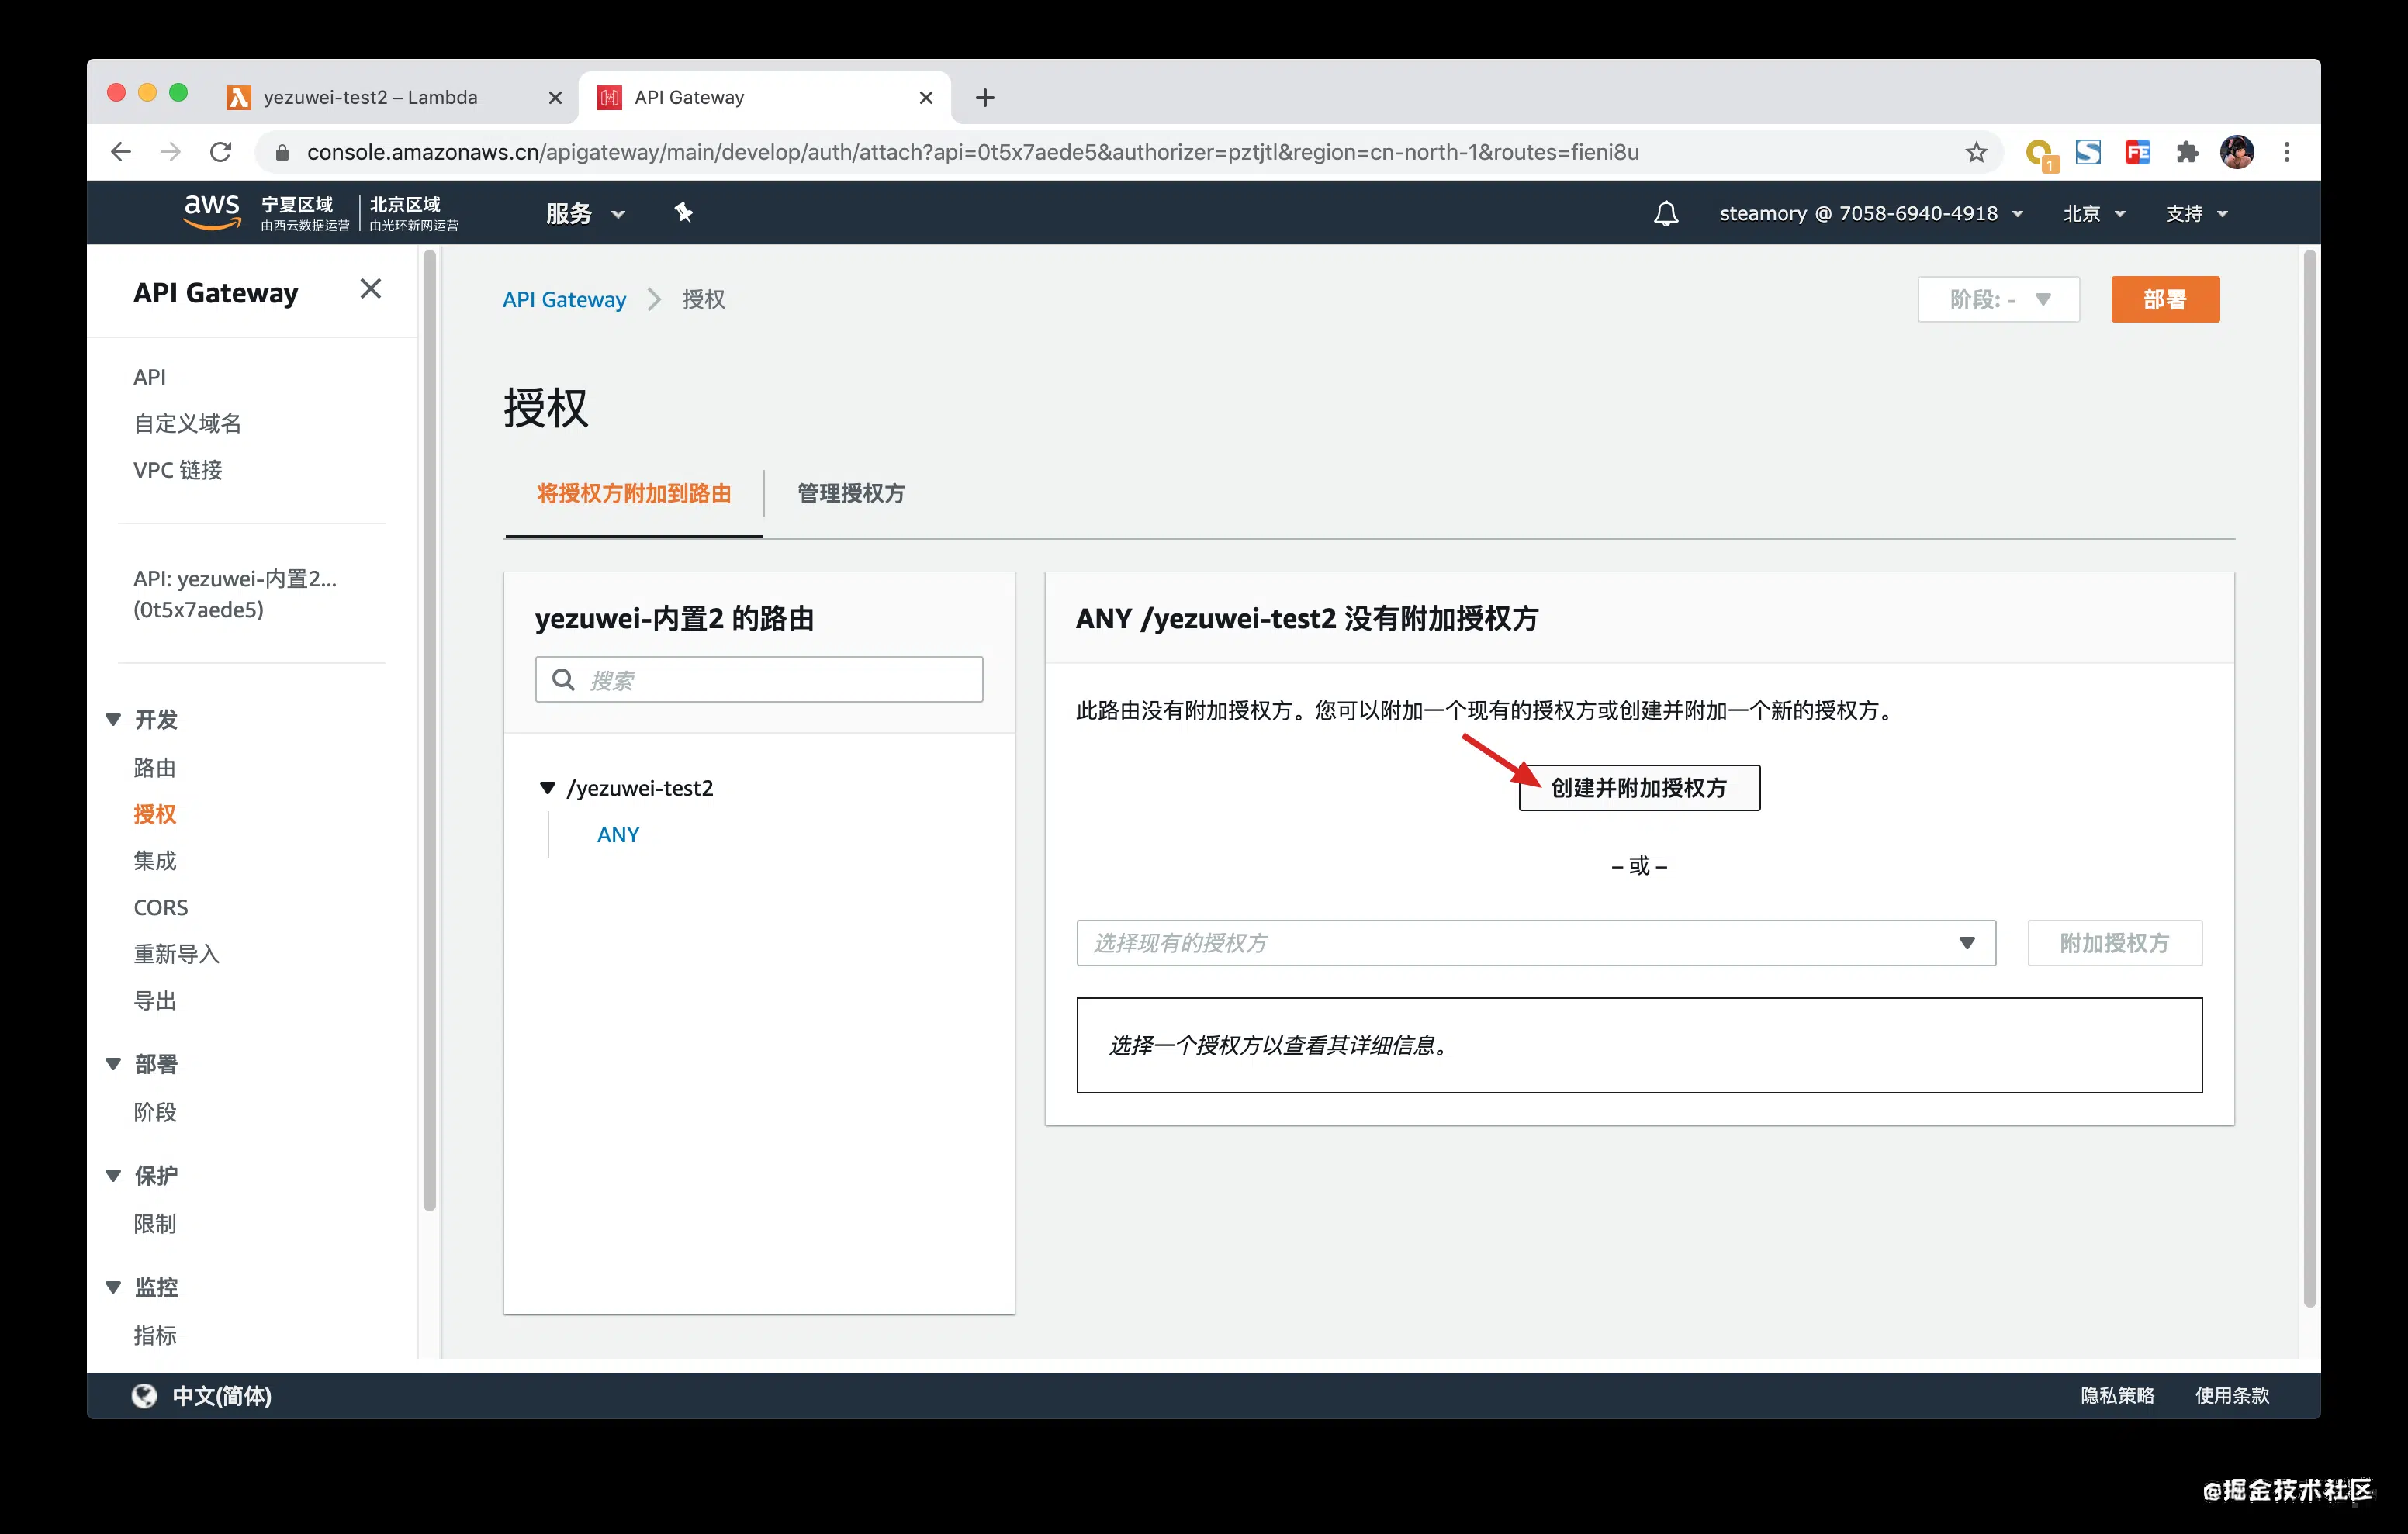 yezuwei-test2 – Lambda
API Gateway
console.amazonaws.cn/apigateway/main/develop/auth/attach?api=0t5x7aede5&authorizer=pztjtl&region=cn-north-1&routes=fieni8u
1
FE
aws
宁夏区域
由西云数据运营
北京区域
由光环新网运营
服务
steamory @ 7058-6940-4918
北京
支持
API Gateway
API
自定义域名
VPC 链接
API: yezuwei-内置2...
(0t5x7aede5)
开发
路由
授权
集成
CORS
重新导入
导出
部署
阶段
保护
限制
监控
指标
API Gateway
授权
阶段: -
部署
授权
将授权方附加到路由
管理授权方
yezuwei-内置2 的路由
搜索
/yezuwei-test2
ANY
ANY /yezuwei-test2 没有附加授权方
此路由没有附加授权方。您可以附加一个现有的授权方或创建并附加一个新的授权方。
创建并附加授权方
– 或 –
选择现有的授权方
附加授权方
选择一个授权方以查看其详细信息。
中文(简体)
隐私策略
使用条款
@掘金技术社区